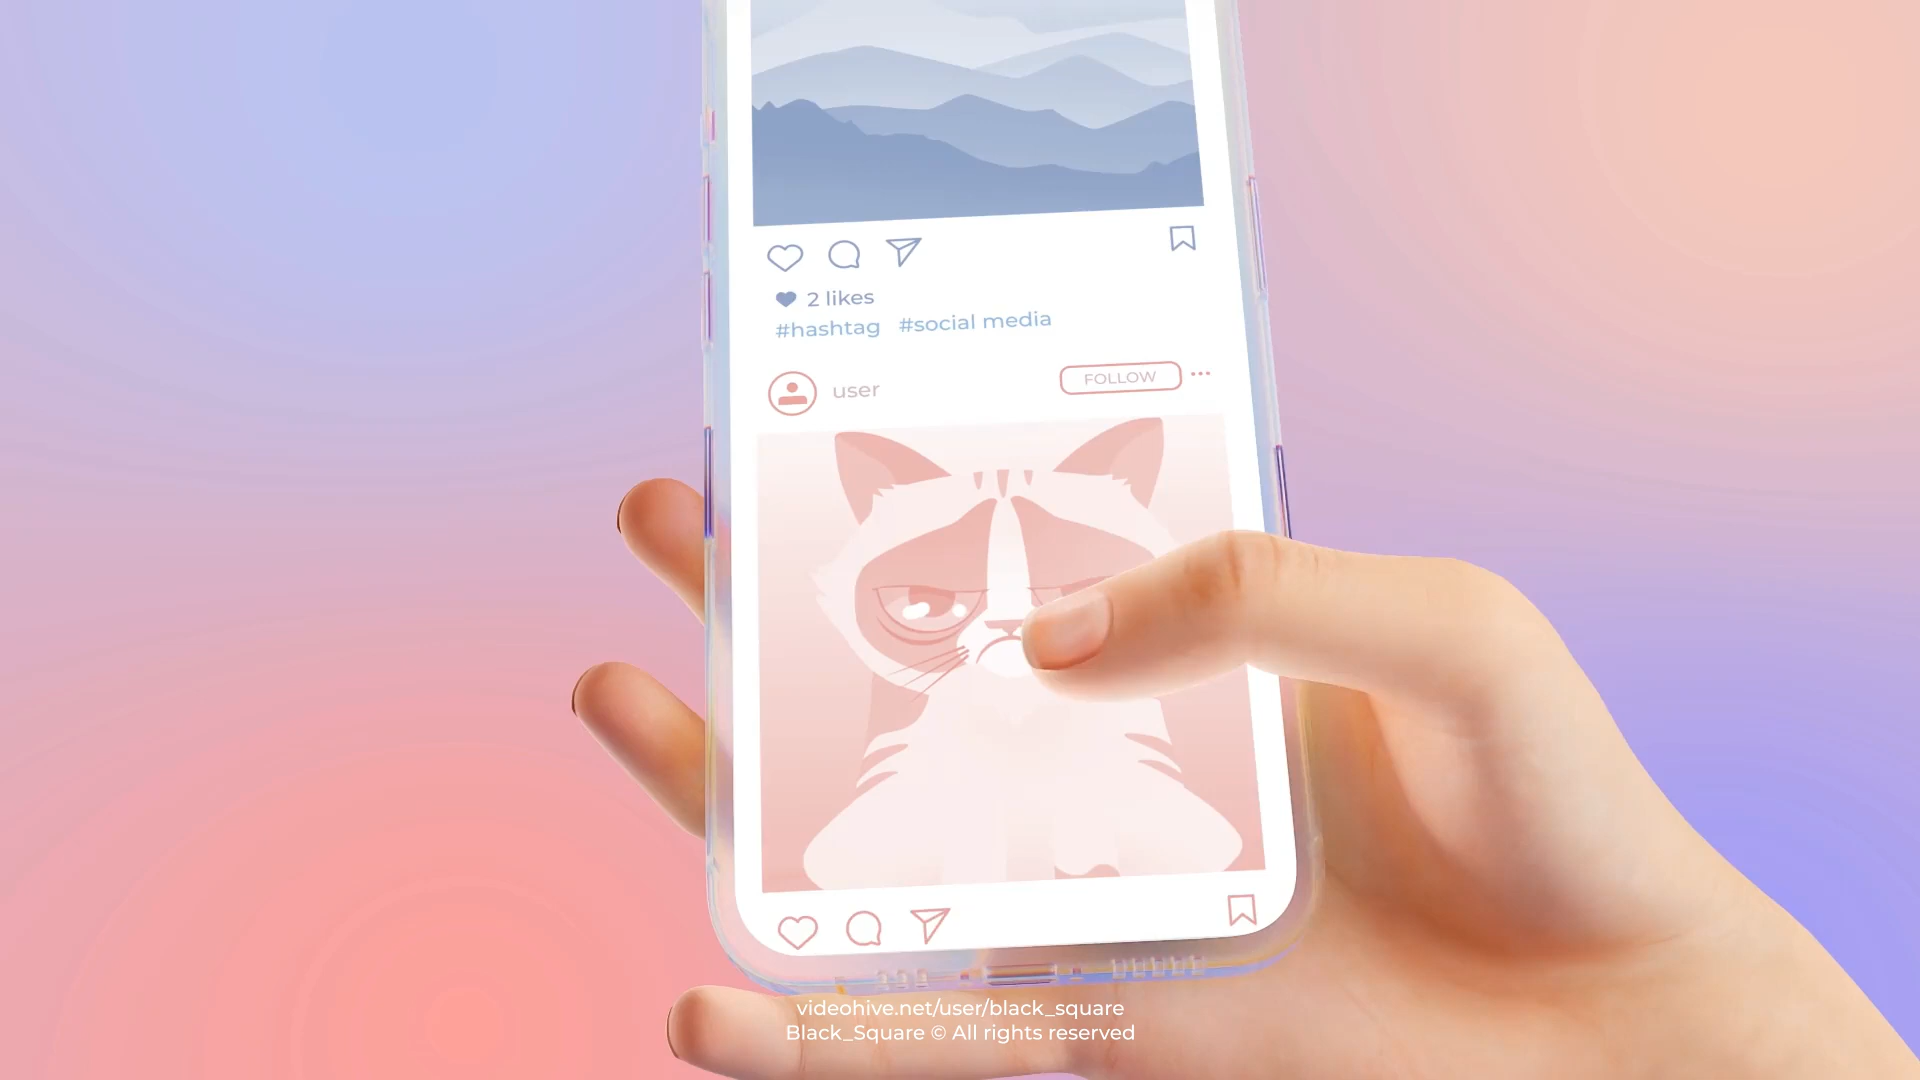 2 likes
#hashtag #social media
user
FOLLOW
videohive.net/user/black_square
Black_Square © All rights reserved